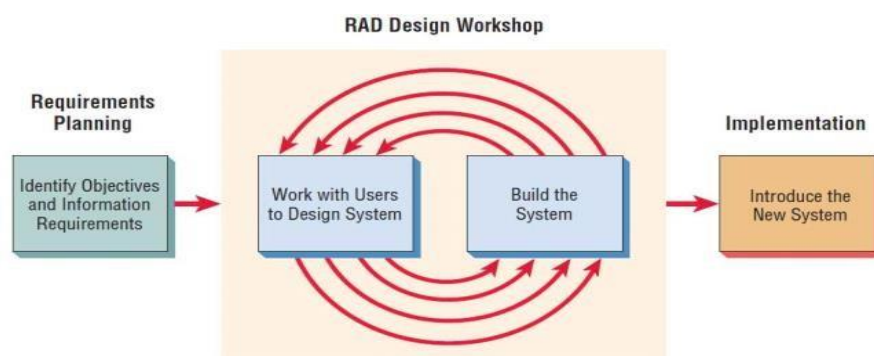 RAD Design Workshop
Requirements
Planning
Identify Objectives
and Information
Requirements
Work with Users
to Design System
Build the
System
Implementation
Introduce the
New System